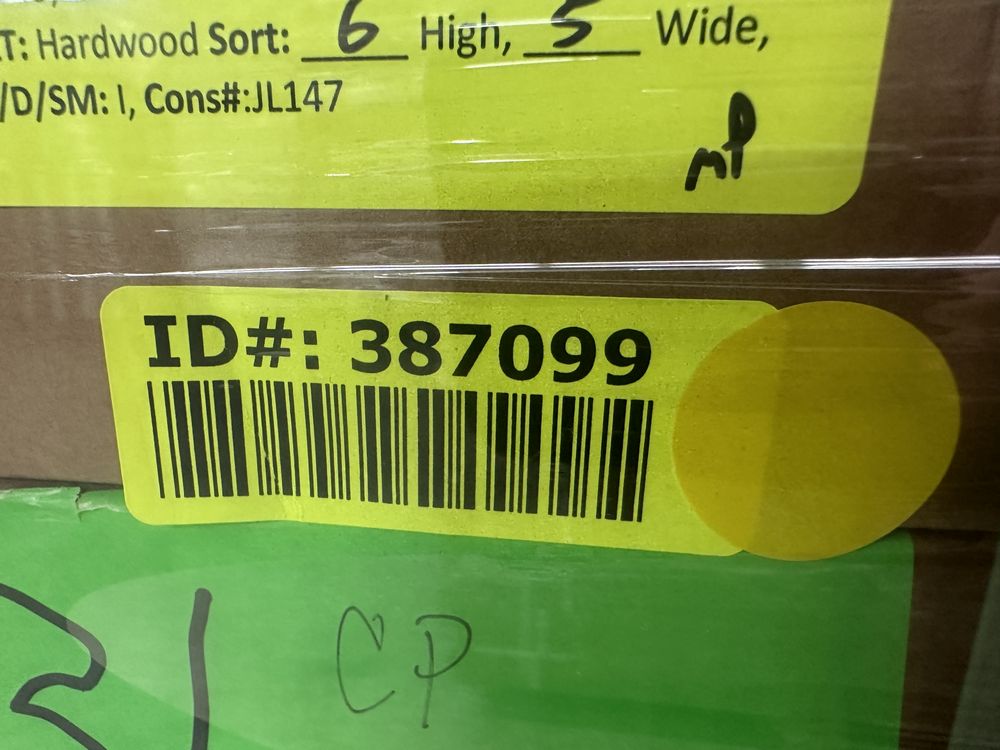 T: Hardwood Sort: 6 High, 5 Wide,
/D/SM: I, Cons#:JL147
mP
ID#: 387099
CP